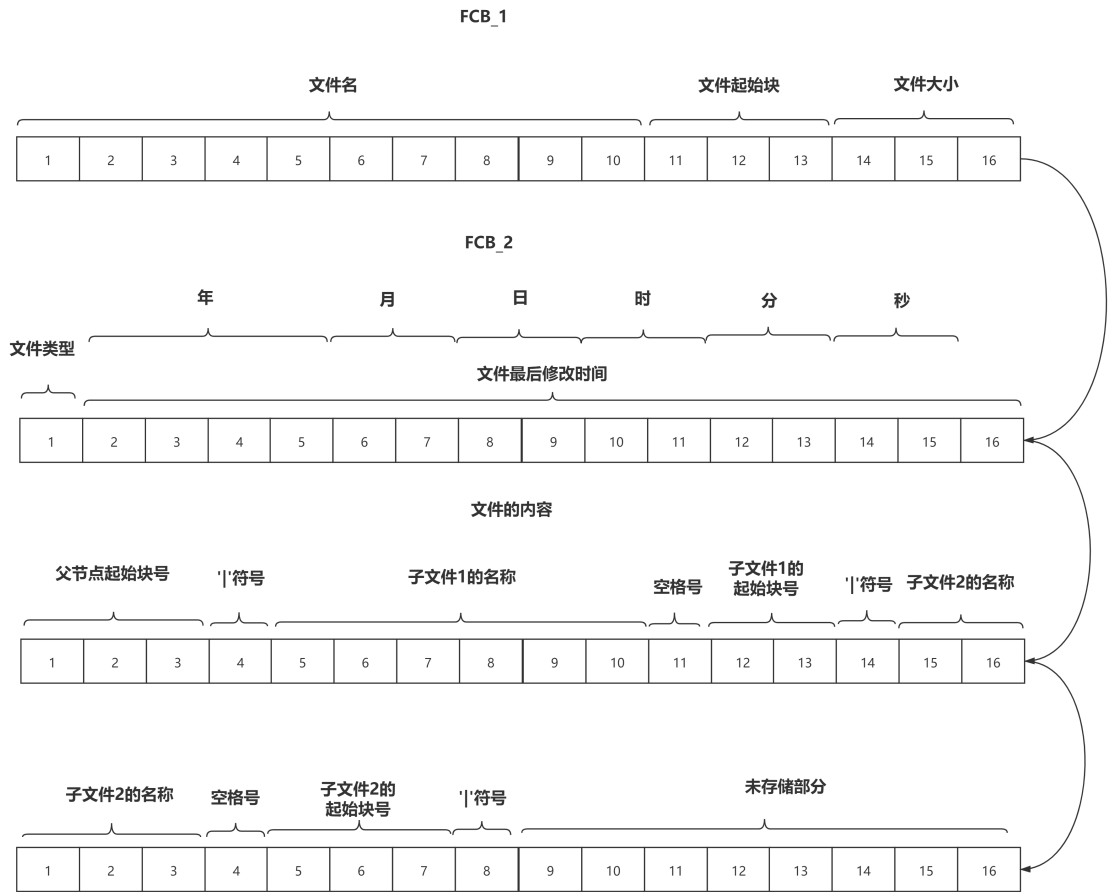 FCB_1
文件名 文件起始块 文件大小
1 2 3 4 5 6 7 8 9 10 11 12 13 14 15 16
FCB_2
年 月 日 时 分 秒
文件类型
文件最后修改时间
1 2 3 4 5 6 7 8 9 10 11 12 13 14 15 16
文件的内容
父节点起始块号 '|'符号 子文件1的名称 空格号 子文件1的
起始块号 '|'符号 子文件2的名称
1 2 3 4 5 6 7 8 9 10 11 12 13 14 15 16
子文件2的名称 空格号 子文件2的
起始块号 '|'符号 未存储部分
1 2 3 4 5 6 7 8 9 10 11 12 13 14 15 16